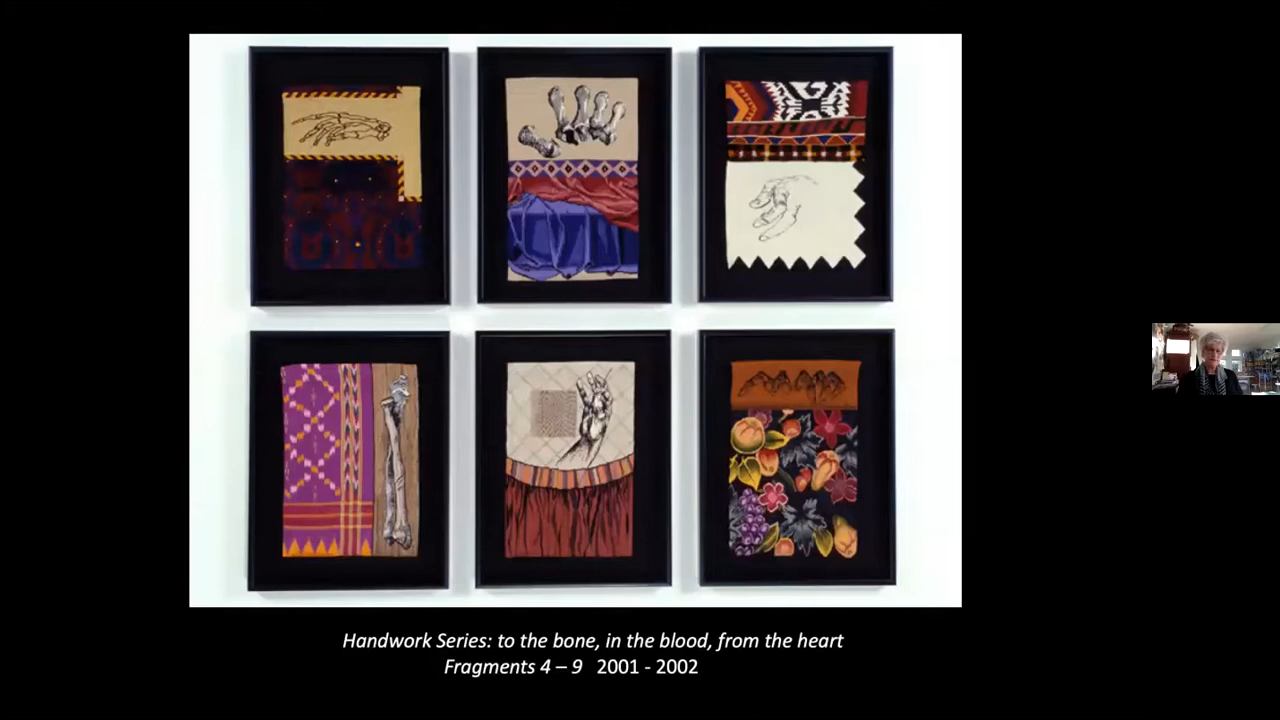 Handwork Series: to the bone, in the blood, from the heart
Fragments 4 – 9 2001 - 2002